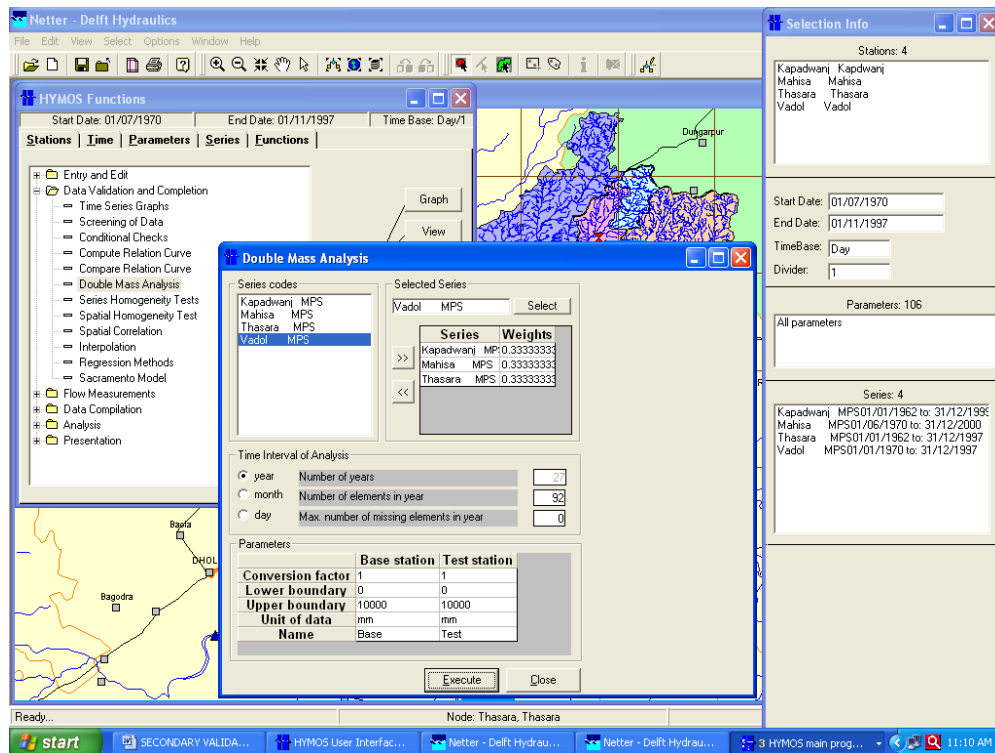 Netter - Delft Hydraulics
File Edit View Select Options Window Help
HYMOS Functions
Start Date: 01/07/1970 End Date: 01/11/1997 Time Base: Day/1
Stations Time Parameters Series Functions
Entry and Edit
Data Validation and Completion
Time Series Graphs
Screening of Data
Conditional Checks
Compute Relation Curve
Compare Relation Curve
Double Mass Analysis
Series Homogeneity Tests
Spatial Homogeneity Test
Spatial Correlation
Interpolation
Regression Methods
Sacramento Model
Flow Measurements
Data Compilation
Analysis
Presentation
Graph
View
Dungarpur
Double Mass Analysis
Series codes
Kapadwanj MPS
Mahisa MPS
Thasara MPS
Vadol MPS
Selected Series
Vadol MPS Select
>>
<<
Series Weights
Kapadwanj MP 0.33333333
Mahisa MPS 0.33333333
Thasara MPS 0.33333333
Time Interval of Analysis
year Number of years 27
month Number of elements in year 92
day Max. number of missing elements in year 0
Parameters
Base station Test station
Conversion factor 1 1
Lower boundary 0 0
Upper boundary 10000 10000
Unit of data mm mm
Name Base Test
Execute Close
Baola
DHOL
Bagodra
Selection Info
Stations: 4
Kapadwanj Kapdwanj
Mahisa Mahisa
Thasara Thasara
Vadol Vadol
Start Date: 01/07/1970
End Date: 01/11/1997
TimeBase: Day
Divider: 1
Parameters: 106
All parameters
Series: 4
Kapadwanj MPS01/01/1962 to: 31/12/1999
Mahisa MPS01/06/1970 to: 31/12/2000
Thasara MPS01/01/1962 to: 31/12/1997
Vadol MPS01/01/1970 to: 31/12/1997
Ready... Node: Thasara, Thasara
start SECONDARY VALIDA... HYMOS User Interfac... Netter - Delft Hydrau... Netter - Delft Hydrau... 3 HYMOS main prog... 11:10 AM